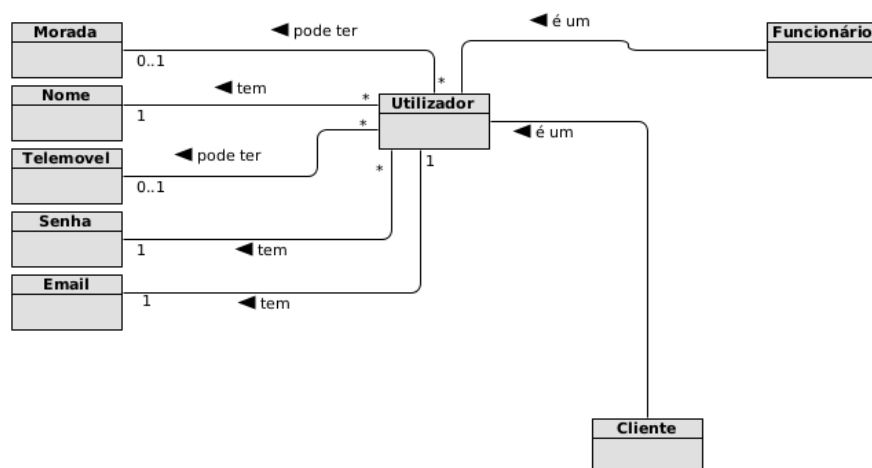 Morada
◀ pode ter
◀ é um
Funcionário
0..1
*
Nome
◀ tem
*
Utilizador
1
*
◀ é um
Telemovel
◀ pode ter
1
0..1
*
Senha
1
◀ tem
Email
1
◀ tem
Cliente